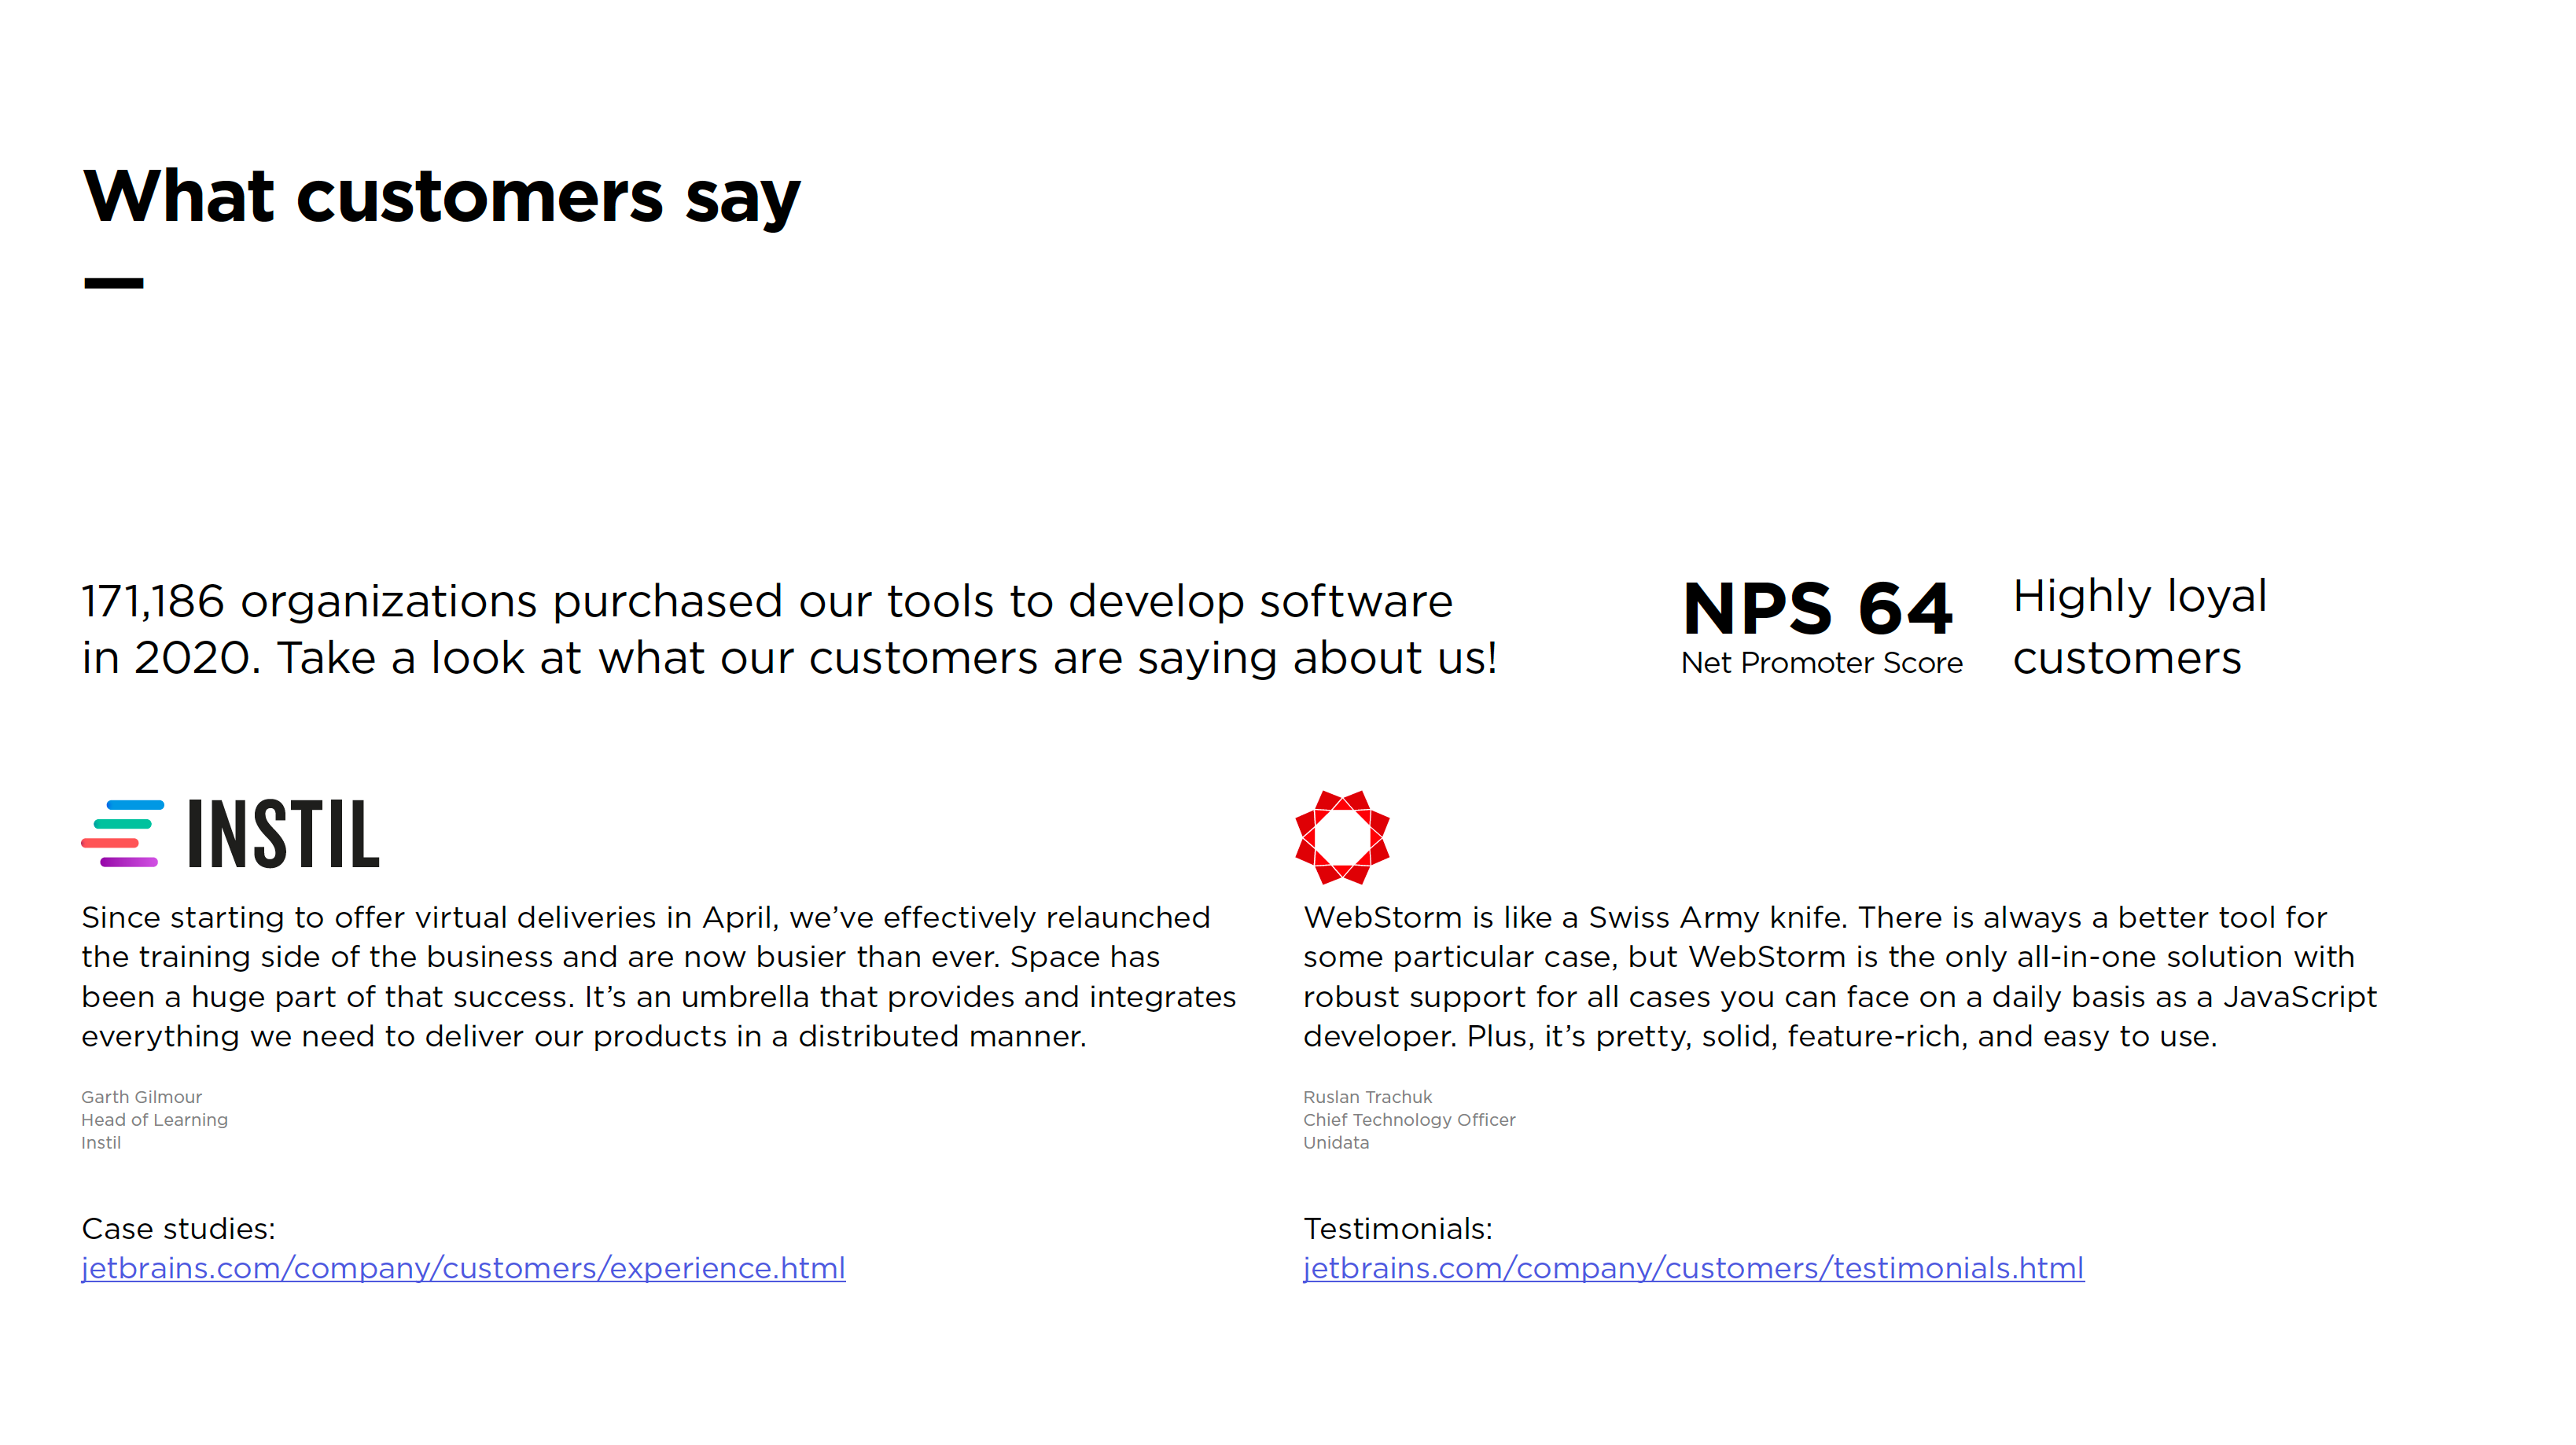 What customers say
171,186 organizations purchased our tools to develop software
in 2020. Take a look at what our customers are saying about us!
NPS 64
Net Promoter Score
Highly loyal
customers
INSTIL
Since starting to offer virtual deliveries in April, we’ve effectively relaunched
the training side of the business and are now busier than ever. Space has
been a huge part of that success. It’s an umbrella that provides and integrates
everything we need to deliver our products in a distributed manner.
Garth Gilmour
Head of Learning
Instil
Case studies:
jetbrains.com/company/customers/experience.html
WebStorm is like a Swiss Army knife. There is always a better tool for
some particular case, but WebStorm is the only all-in-one solution with
robust support for all cases you can face on a daily basis as a JavaScript
developer. Plus, it’s pretty, solid, feature-rich, and easy to use.
Ruslan Trachuk
Chief Technology Officer
Unidata
Testimonials:
jetbrains.com/company/customers/testimonials.html